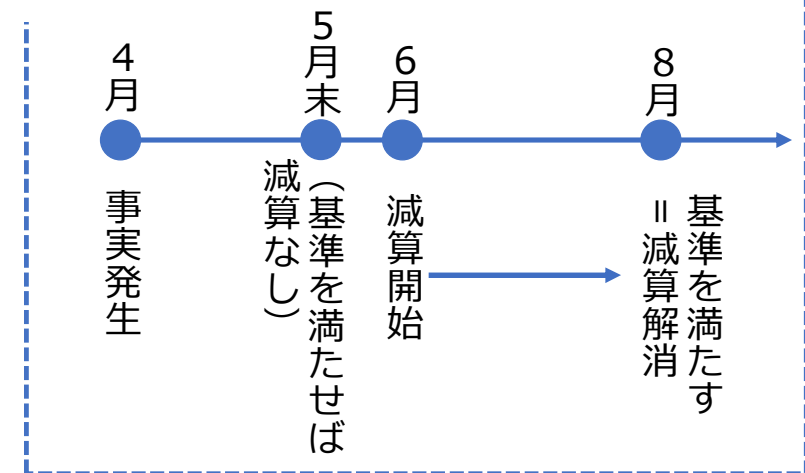 4月
5月末
6月
8月
事実発生
（基準を満たせば
減算なし）
減算開始
基準を満たす
＝減算解消